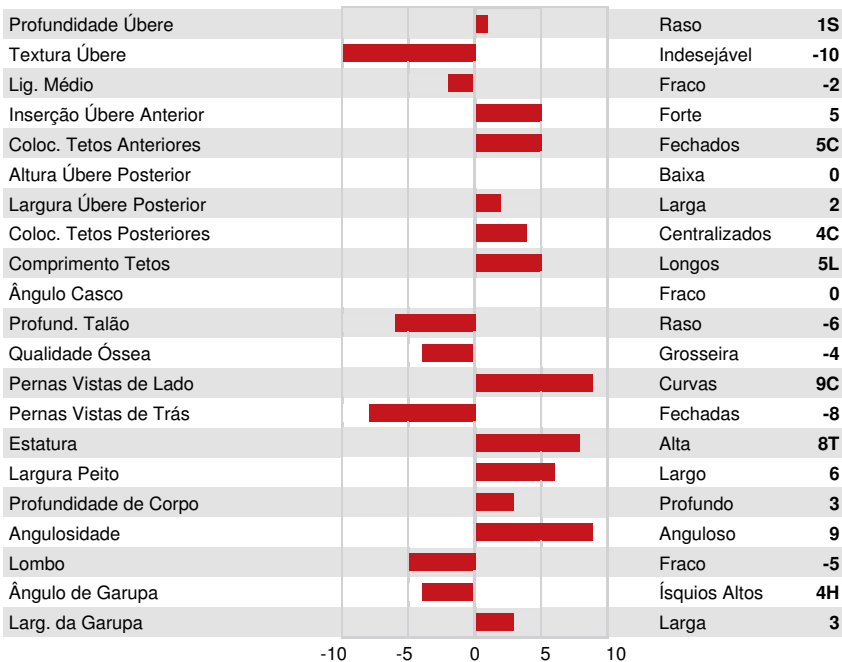 Profundidade Úbere Raso 1S
Textura Úbere Indesejável -10
Lig. Médio Fraco -2
Inserção Úbere Anterior Forte 5
Coloc. Tetos Anteriores Fechados 5C
Altura Úbere Posterior Baixa 0
Largura Úbere Posterior Larga 2
Coloc. Tetos Posteriores Centralizados 4C
Comprimento Tetos Longos 5L
Ângulo Casco Fraco 0
Profund. Talão Raso -6
Qualidade Óssea Grosseira -4
Pernas Vistas de Lado Curvas 9C
Pernas Vistas de Trás Fechadas -8
Estatura Alta 8T
Largura Peito Largo 6
Profundidade de Corpo Profundo 3
Angulosidade Anguloso 9
Lombo Fraco -5
Ângulo de Garupa Ísquios Altos 4H
Larg. da Garupa Larga 3
-10 -5 0 5 10